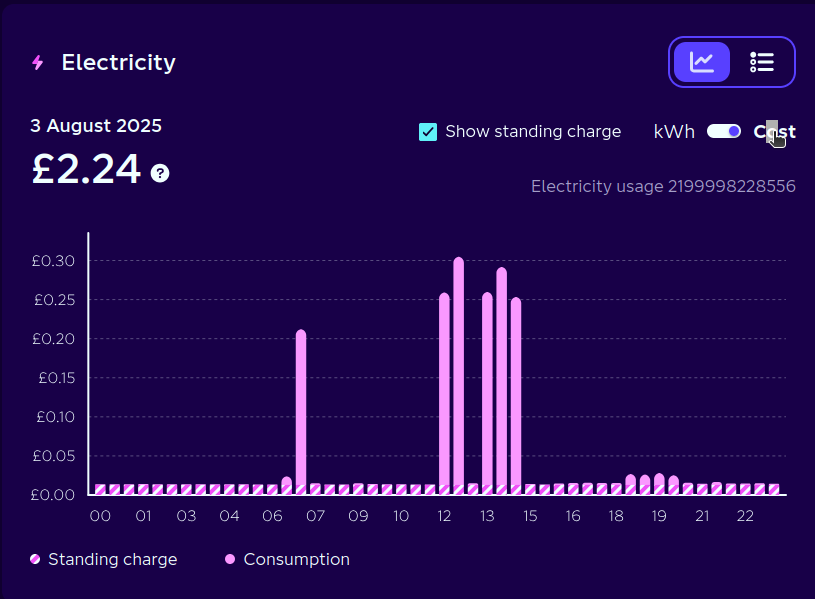 Electricity
3 August 2025
£2.24 ?
Show standing charge kWh Cost
Electricity usage 2199998228556
£0.30
£0.25
£0.20
£0.15
£0.10
£0.05
£0.00
00 01 03 04 06 07 09 10 12 13 15 16 18 19 21 22
Standing charge Consumption